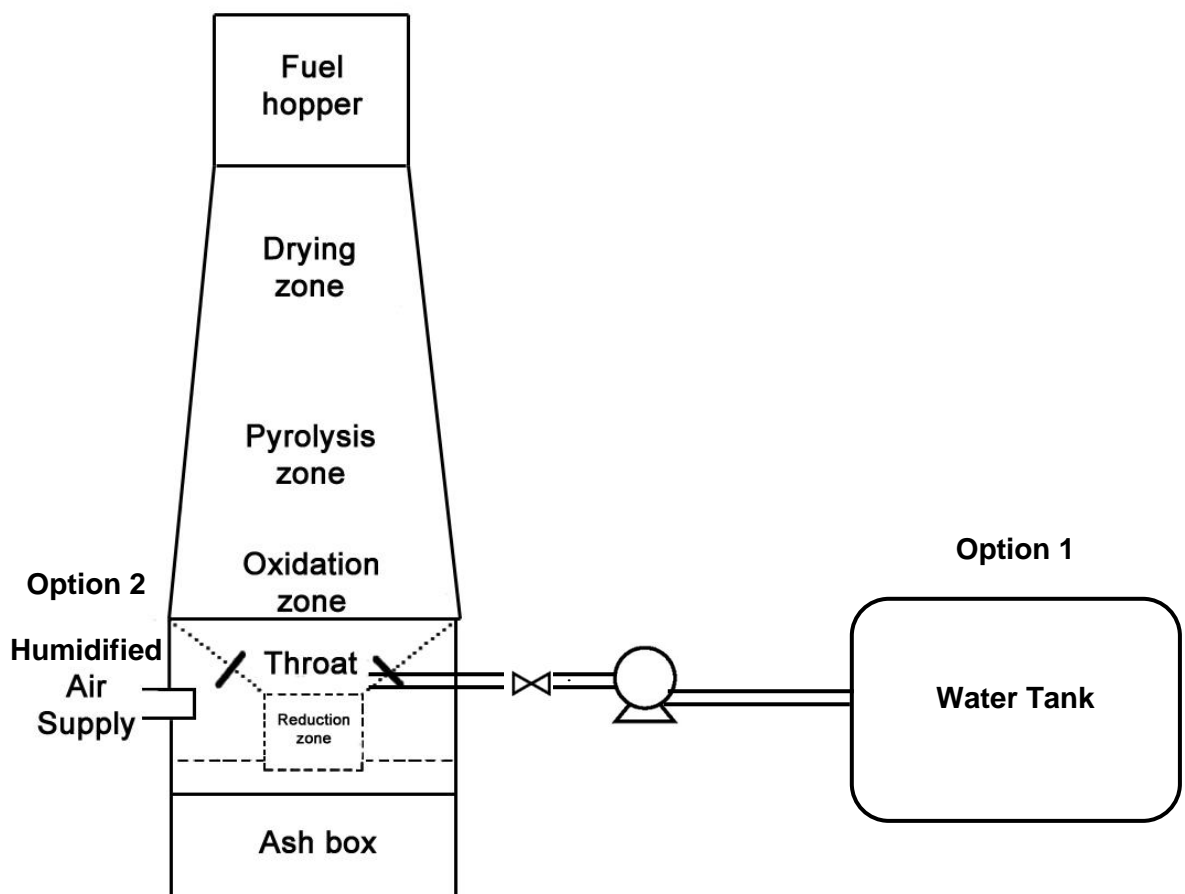 Fuel
hopper
Drying
zone
Pyrolysis
zone
Oxidation
zone
Option 2
Humidified
Air
Supply
Throat
Reduction
zone
Ash box
Option 1
Water Tank